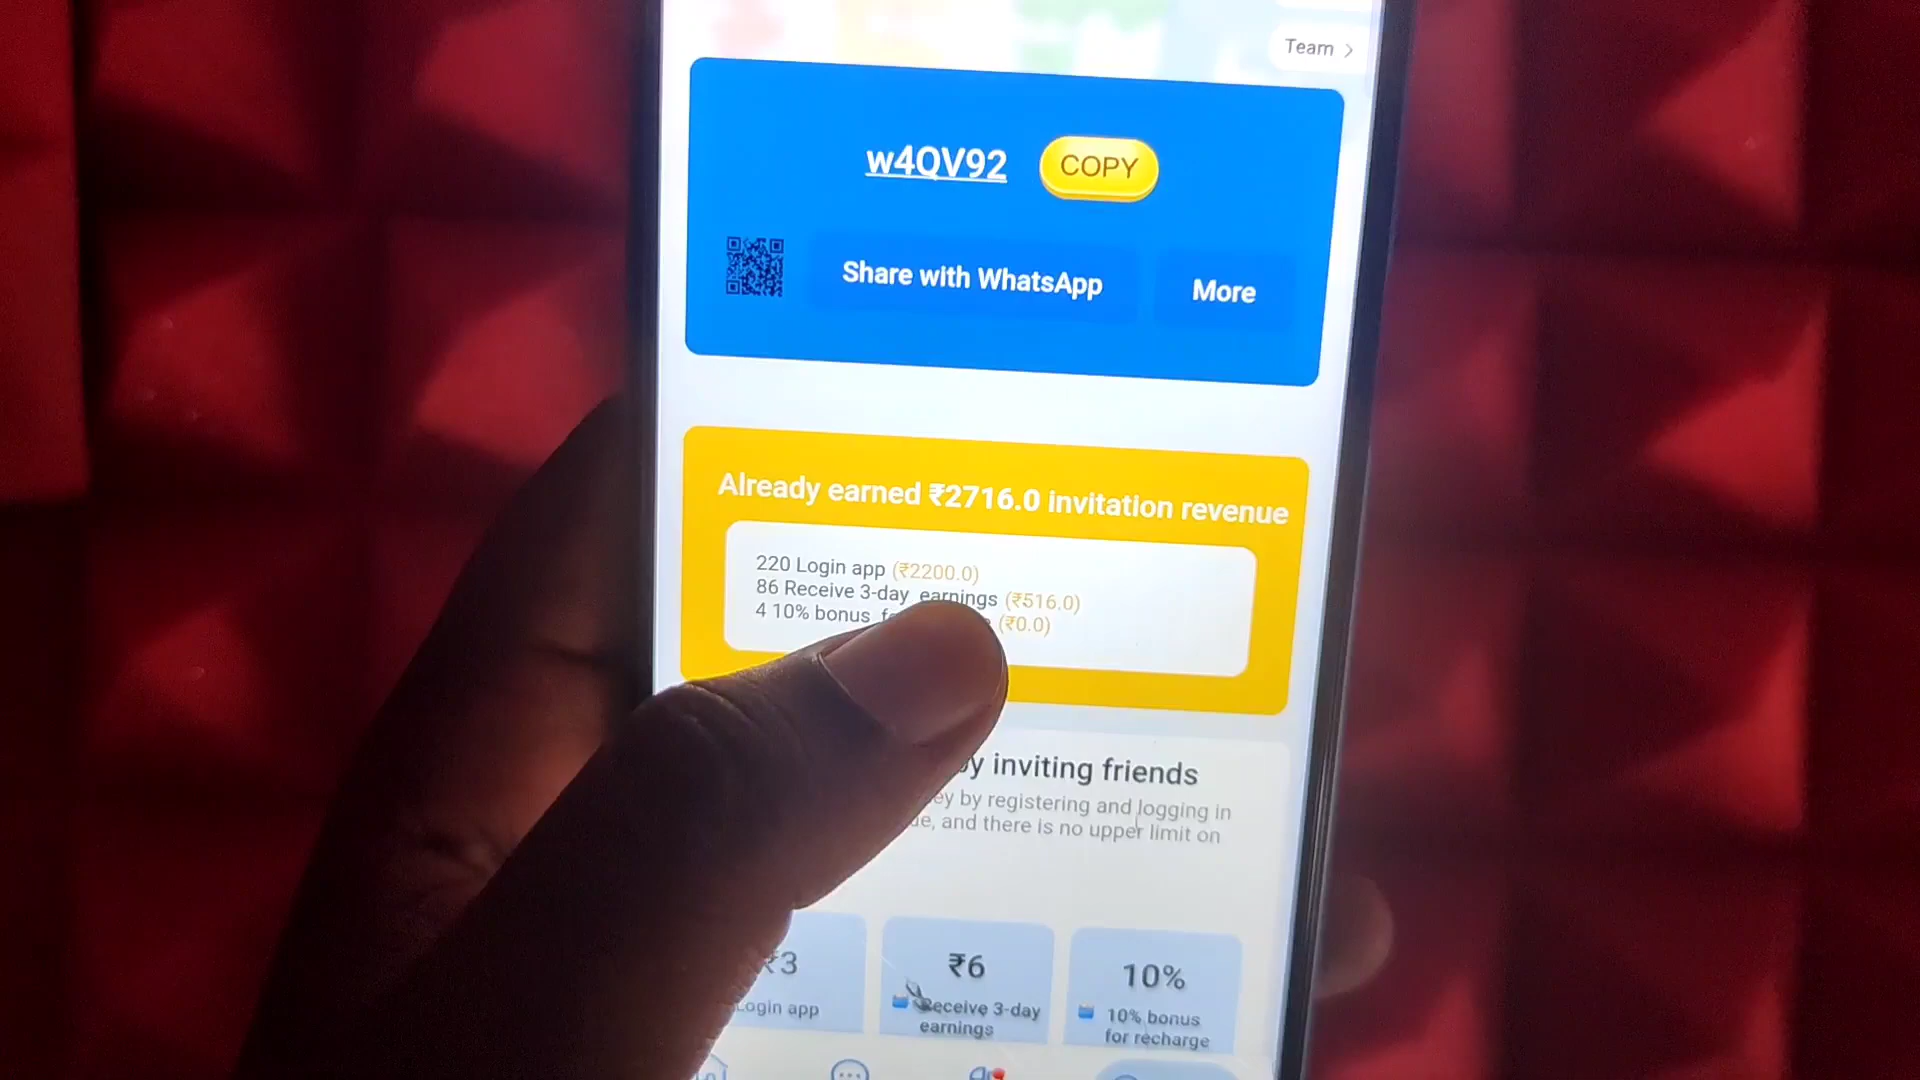 Team >
w4QV92 COPY
Share with WhatsApp More
Already earned ₹2716.0 invitation revenue
220 Login app (₹2200.0)
86 Receive 3-day earnings (₹516.0)
4 10% bonus (₹0.0)
by inviting friends
by registering and logging in
and there is no upper limit on
₹3
Login app
₹6
Receive 3-day
earnings
10%
10% bonus
for recharge